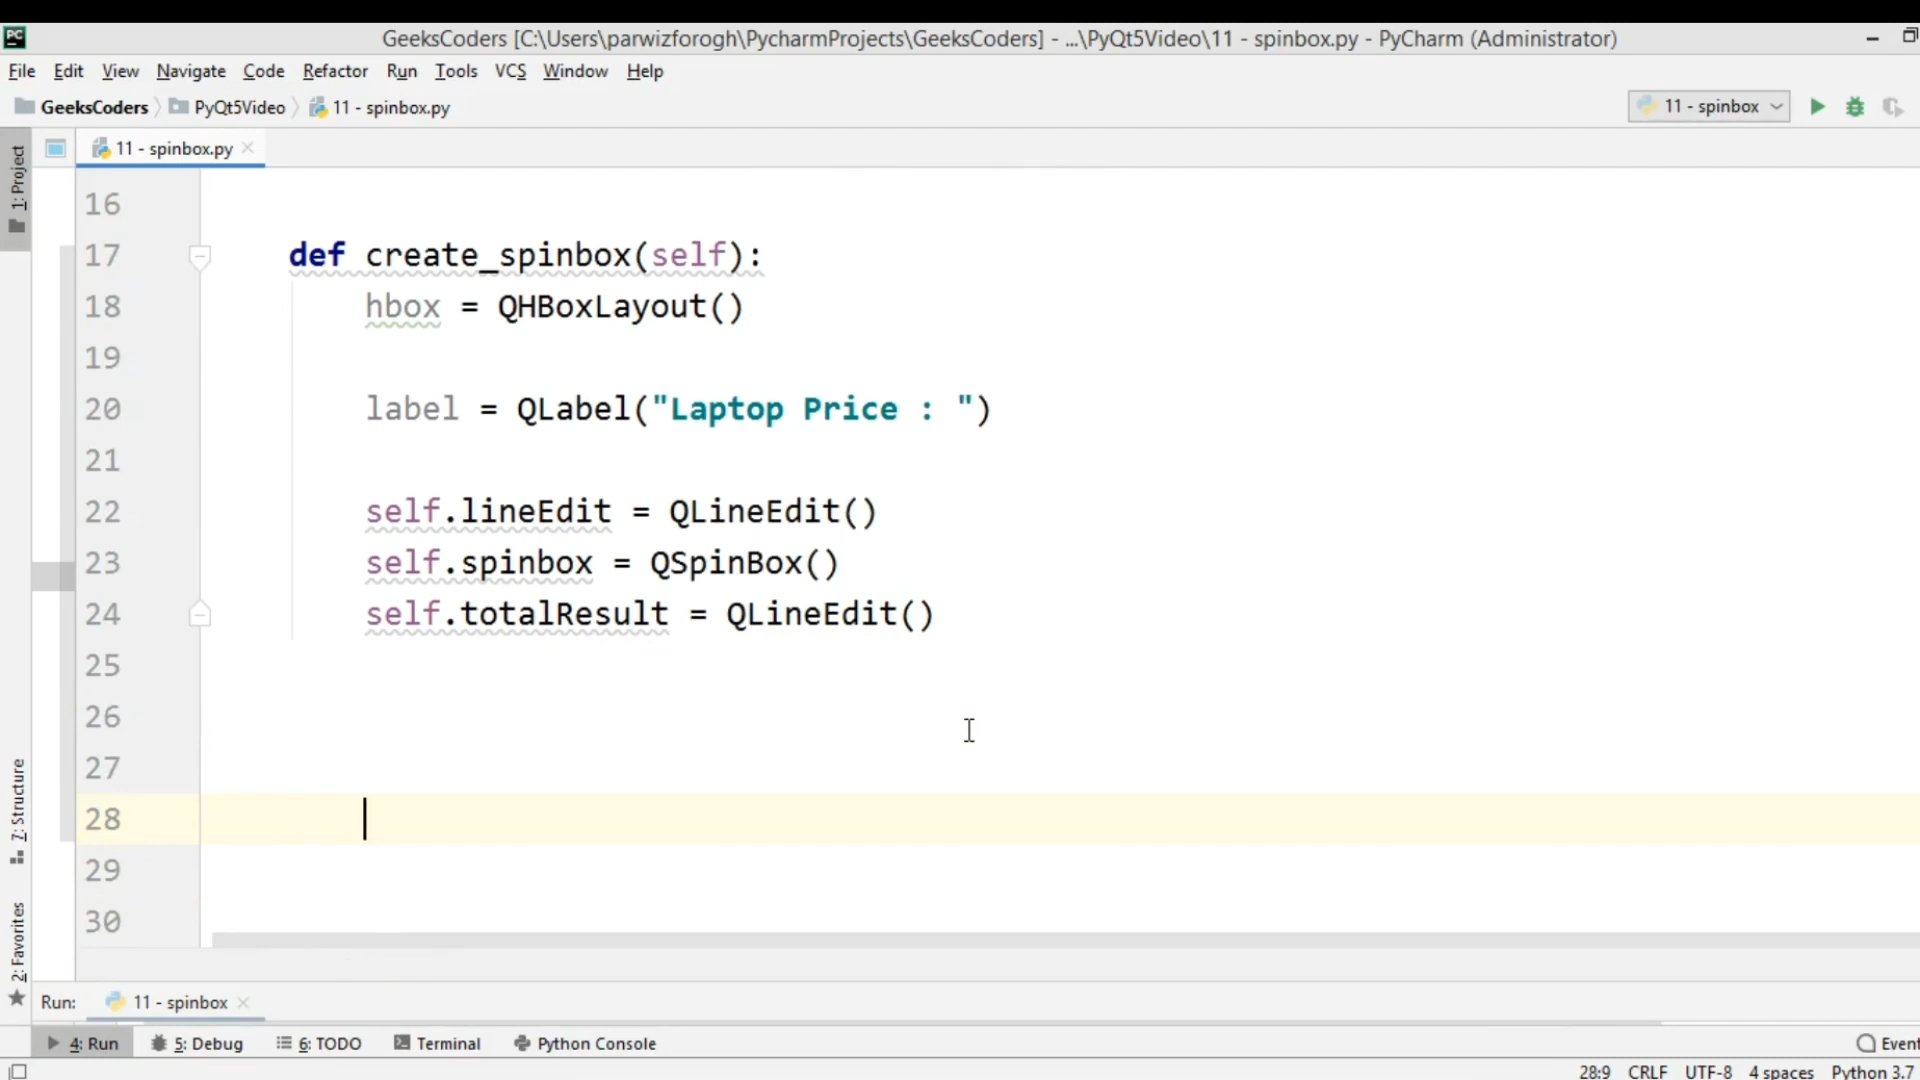 PC
GeeksCoders [C:\Users\parwizforogh\PycharmProjects\GeeksCoders] - ...\PyQt5Video\11 - spinbox.py - PyCharm (Administrator)
File Edit View Navigate Code Refactor Run Tools VCS Window Help
GeeksCoders PyQt5Video 11 - spinbox.py
11 - spinbox
1: Project
11 - spinbox.py
16
17 def create_spinbox(self):
18 hbox = QHBoxLayout()
19
20 label = QLabel("Laptop Price : ")
21
22 self.lineEdit = QLineEdit()
23 self.spinbox = QSpinBox()
24 self.totalResult = QLineEdit()
25
26
27
28
29
30
7: Structure
2: Favorites
Run: 11 - spinbox
4: Run 5: Debug 6: TODO Terminal Python Console Event
28:9 CRLF UTF-8 4 spaces Python 3.7